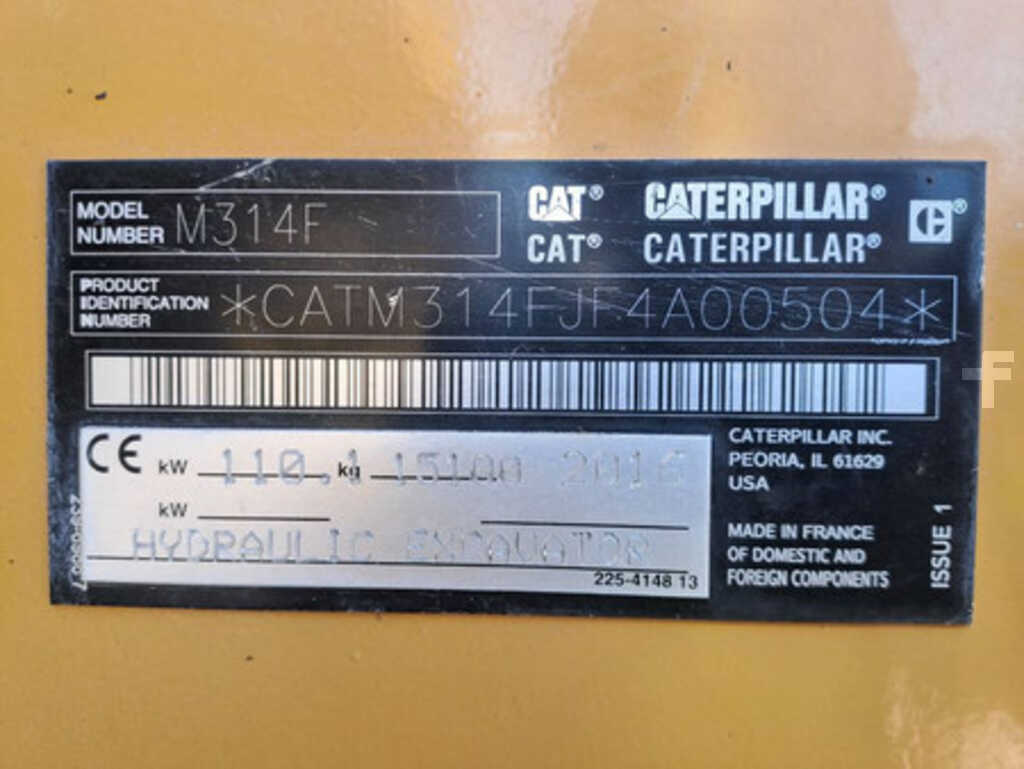 MODEL NUMBER M314F
CAT® CATERPILLAR® ®
CAT® CATERPILLAR®
PRODUCT IDENTIFICATION NUMBER *CATM314FJF4A00504*
CE kW 110.1 kg 15100 2016
kW
HYDRAULIC EXCAVATOR
225-4148 13
CATERPILLAR INC.
PEORIA, IL 61629
USA
MADE IN FRANCE
OF DOMESTIC AND
FOREIGN COMPONENTS
ISSUE 1